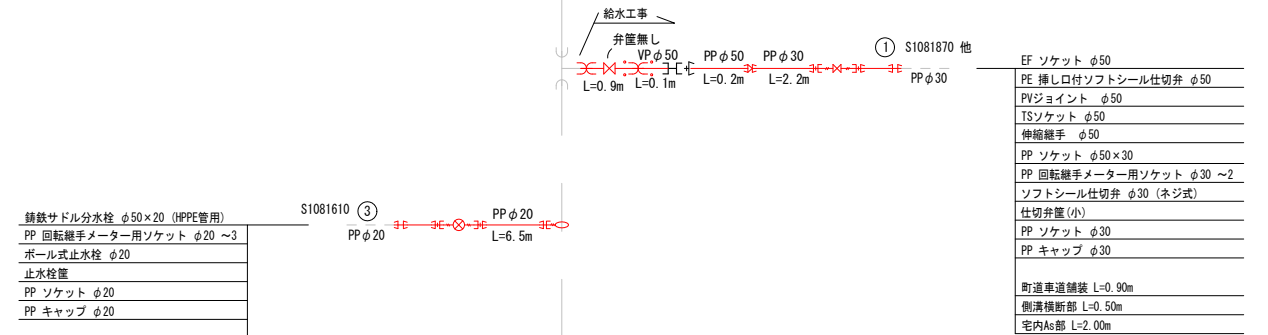 給水工事
弁筐無し
VPφ50
PPφ50
PPφ30
① S1081870 他
L=0.9m
L=0.1m
L=0.2m
L=2.2m
PPφ30
EF ソケット φ50
PE 挿し口付ソフトシール仕切弁 φ50
PVジョイント φ50
TSソケット φ50
伸縮継手 φ50
PP ソケット φ50×30
PP 回転継手メーター用ソケット φ30 ～2
ソフトシール仕切弁 φ30 (ネジ式)
仕切弁筐(小)
PP ソケット φ30
PP キャップ φ30
町道車道舗装 L=0.90m
側溝横断部 L=0.50m
宅内As部 L=2.00m
S1081610 ③
PPφ20
PPφ20
L=6.5m
鋳鉄サドル分水栓 φ50×20 (HPPE管用)
PP 回転継手メーター用ソケット φ20 ～3
ボール式止水栓 φ20
止水栓筐
PP ソケット φ20
PP キャップ φ20